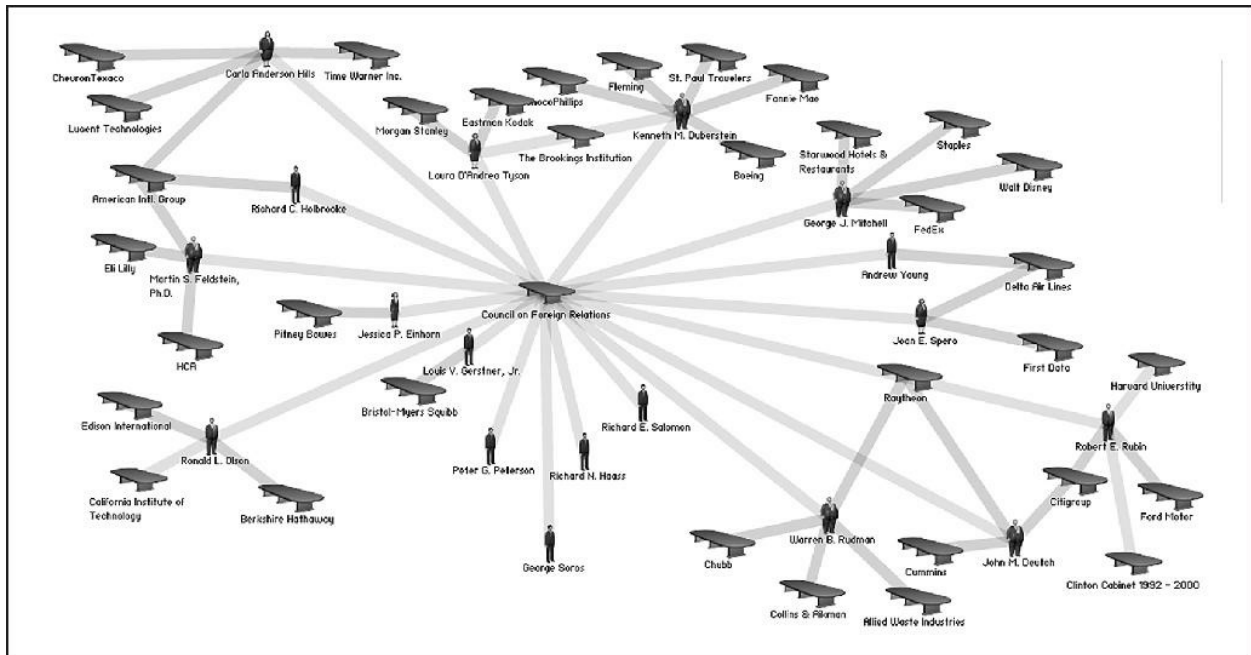 ChevronTexaco
Carla Anderson Hills
Time Warner Inc.
Lucent Technologies
American Intl. Group
Richard C. Holbrooke
Eli Lilly
Martin S. Feldstein,
Ph.D.
HCA
Morgan Stanley
Eastman Kodak
Laura D'Andrea Tyson
The Brookings Institution
onocoPhillips
Fleming
St. Paul Travelers
Fannie Mae
Kenneth M. Duberstein
Boeing
Starwood Hotels &
Restaurants
Staples
Walt Disney
George J. Mitchell
FedEx
Andrew Young
Delta Air Lines
Joan E. Spero
First Data
Council on Foreign Relations
Pitney Bowes
Jessica P. Einhorn
Louis V. Gerstner, Jr.
Bristol-Myers Squibb
Edison International
Ronald L. Olson
California Institute of
Technology
Berkshire Hathaway
Peter G. Peterson
Richard N. Haass
Richard E. Salomon
George Soros
Raytheon
Harvard Universtity
Robert E. Rubin
Citigroup
Ford Motor
Clinton Cabinet 1992 - 2000
Warren B. Rudman
Chubb
Collins & Aikman
Allied Waste Industries
Cummins
John M. Deutch